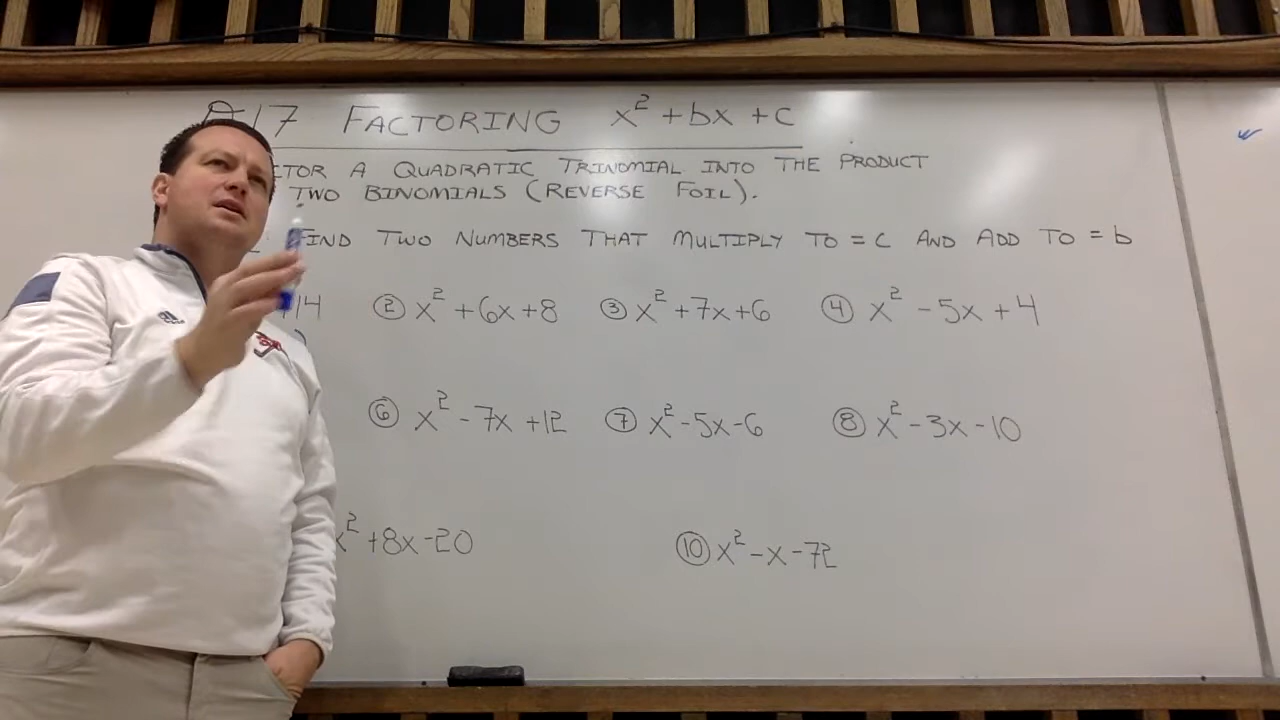 A17 FACTORING x² + bx + c
TOR A QUADRATIC TRINOMIAL INTO THE PRODUCT
TWO BINOMIALS (REVERSE FOIL).
FIND TWO NUMBERS THAT MULTIPLY TO = C AND ADD TO = b
14 ② x² + 6x + 8 ③ x² + 7x + 6 ④ x² - 5x + 4
⑥ x² - 7x + 12 ⑦ x² - 5x - 6 ⑧ x² - 3x - 10
x² + 8x - 20 ⑩ x² - x - 72